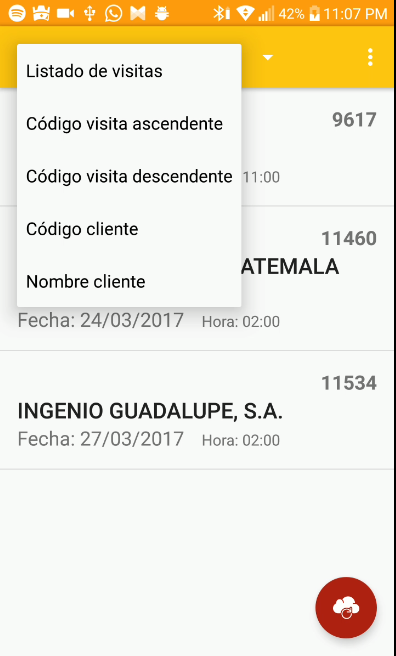 42% 11:07 PM
Listado de visitas
Código visita ascendente
Código visita descendente
Código cliente
Nombre cliente
9617
11:00
11460
ATEMALA
Fecha: 24/03/2017 Hora: 02:00
11534
INGENIO GUADALUPE, S.A.
Fecha: 27/03/2017 Hora: 02:00